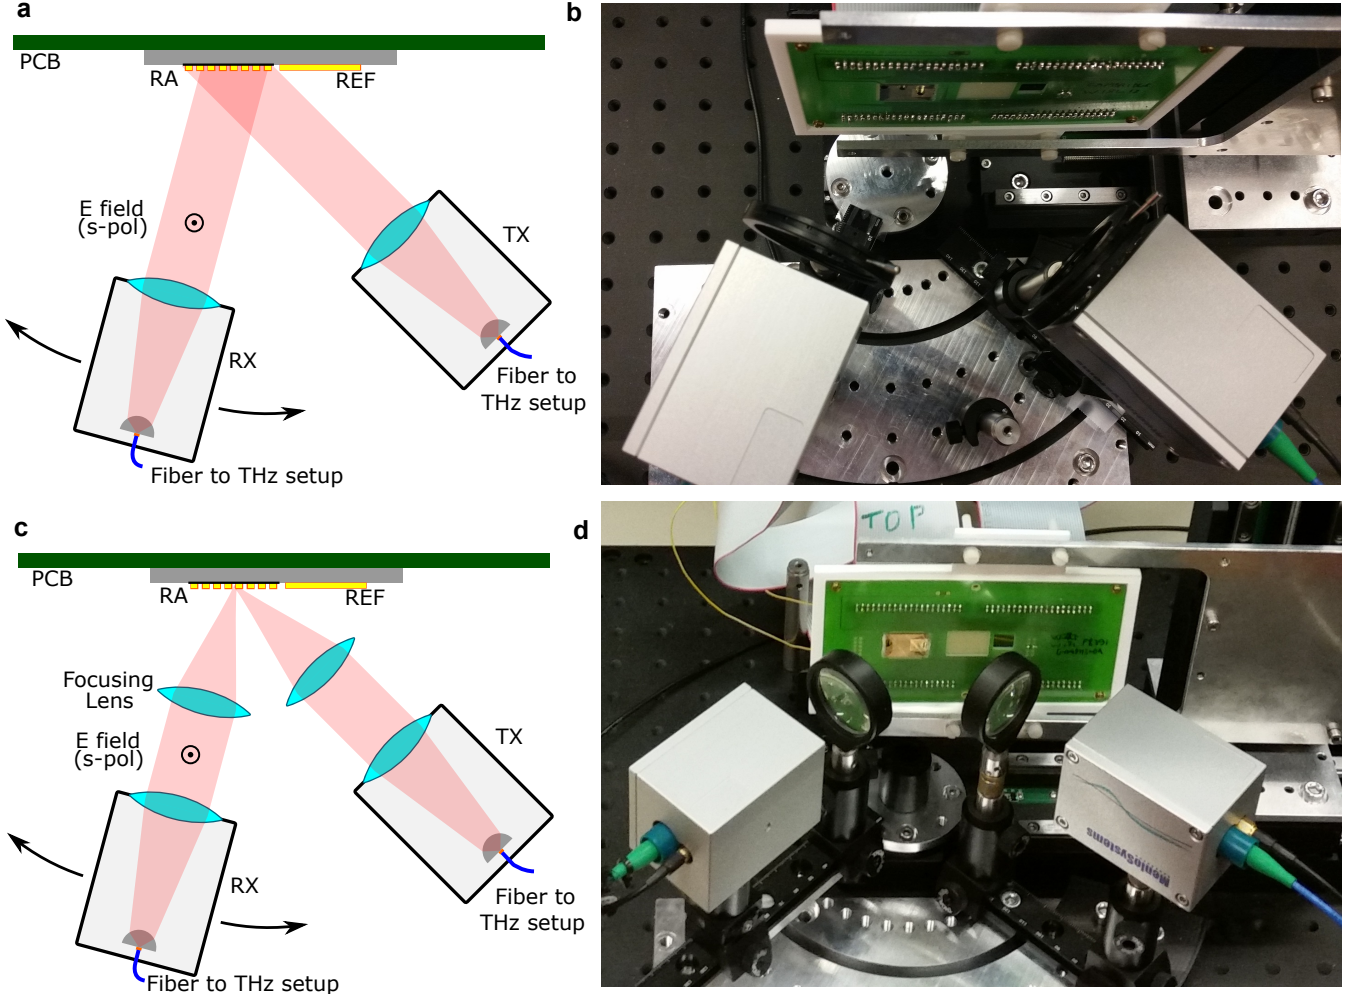 a
PCB
RA
REF
E field
(s-pol)
TX
RX
Fiber to
THz setup
Fiber to THz setup
b
c
PCB
RA
REF
Focusing
Lens
E field
(s-pol)
TX
RX
Fiber to
THz setup
Fiber to THz setup
d
TOP
MenloSystems